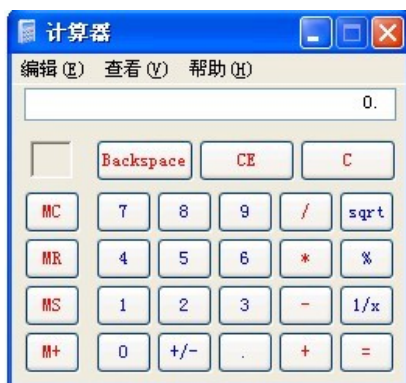 计算器
编辑(E) 查看(V) 帮助(H)
0.
Backspace CE C
MC 7 8 9 / sqrt
MR 4 5 6 * %
MS 1 2 3 - 1/x
M+ 0 +/- . + =